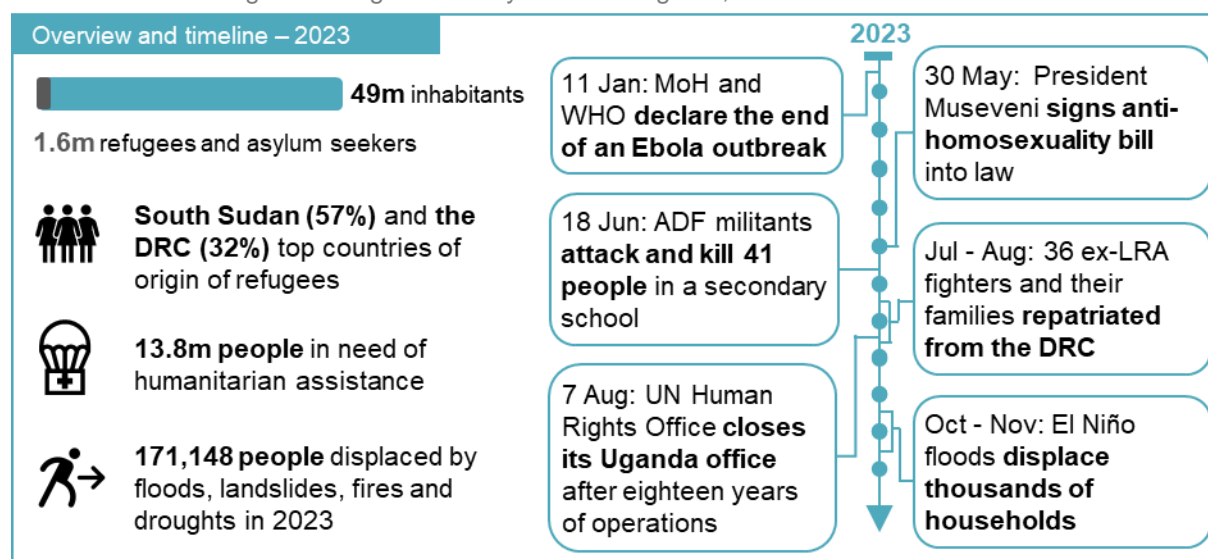 Overview and timeline – 2023
49m inhabitants
1.6m refugees and asylum seekers
South Sudan (57%) and the
DRC (32%) top countries of
origin of refugees
13.8m people in need of
humanitarian assistance
171,148 people displaced by
floods, landslides, fires and
droughts in 2023
2023
11 Jan: MoH and
WHO declare the end
of an Ebola outbreak
30 May: President
Museveni signs anti-
homosexuality bill
into law
18 Jun: ADF militants
attack and kill 41
people in a secondary
school
Jul - Aug: 36 ex-LRA
fighters and their
families repatriated
from the DRC
7 Aug: UN Human
Rights Office closes
its Uganda office
after eighteen years
of operations
Oct - Nov: El Niño
floods displace
thousands of
households